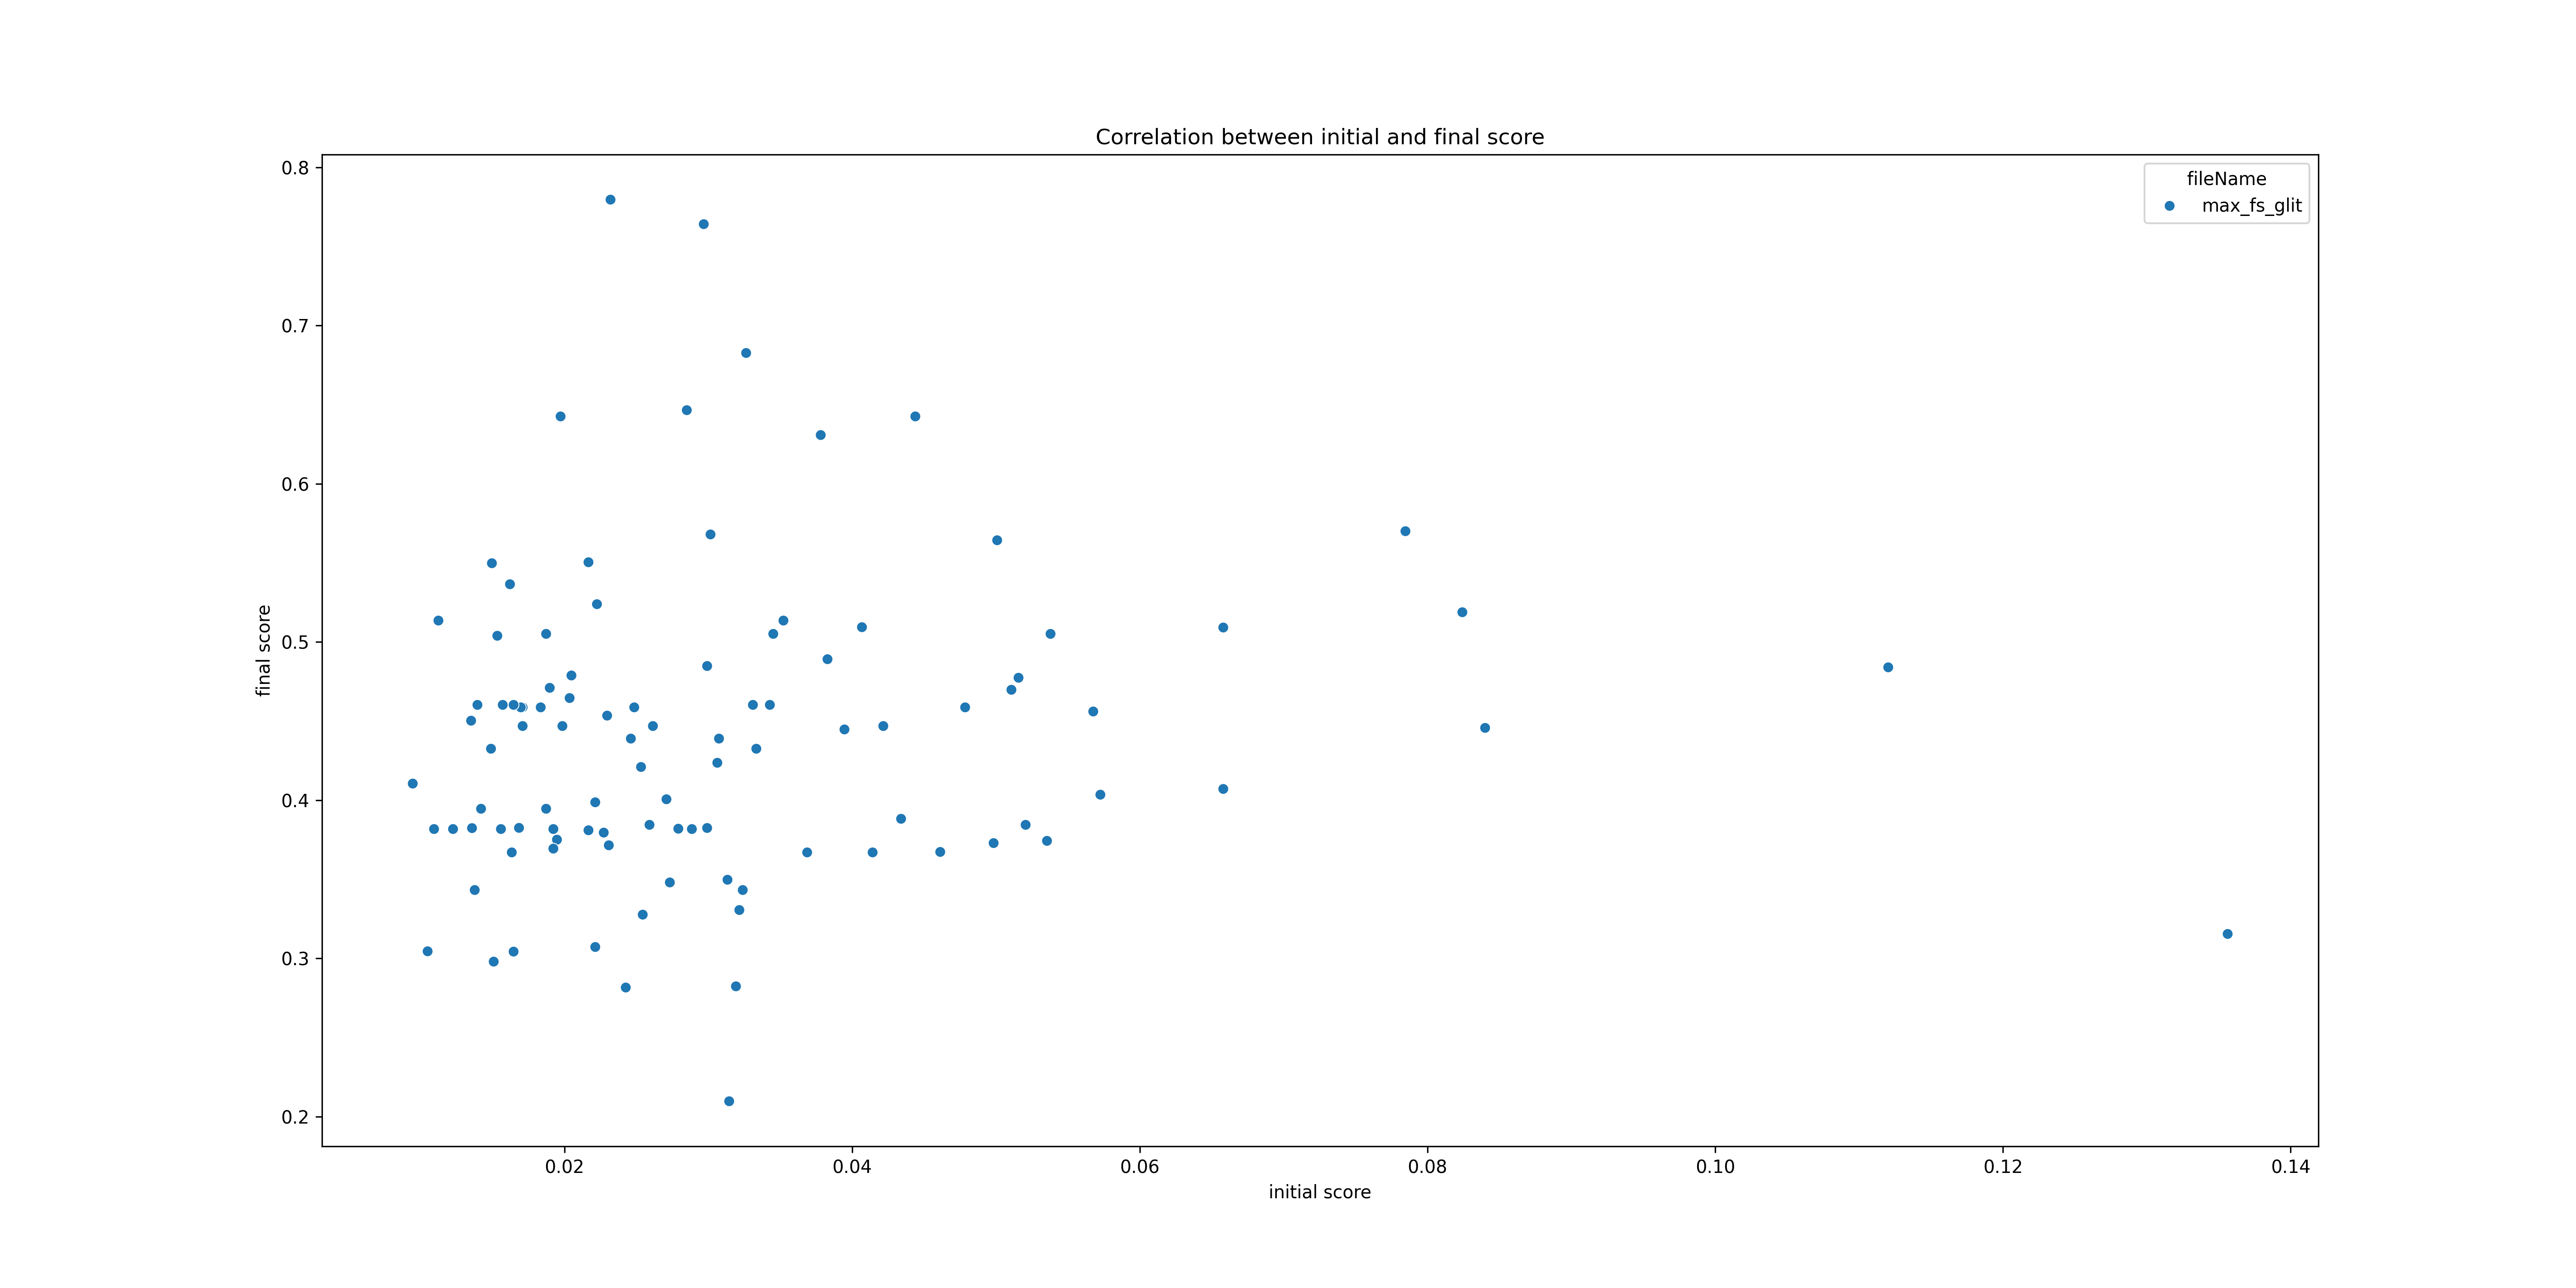 Correlation between initial and final score
fileName
max_fs_glit
0.8
0.7
0.6
0.5
0.4
0.3
0.2
final score
0.02 0.04 0.06 0.08 0.10 0.12 0.14
initial score